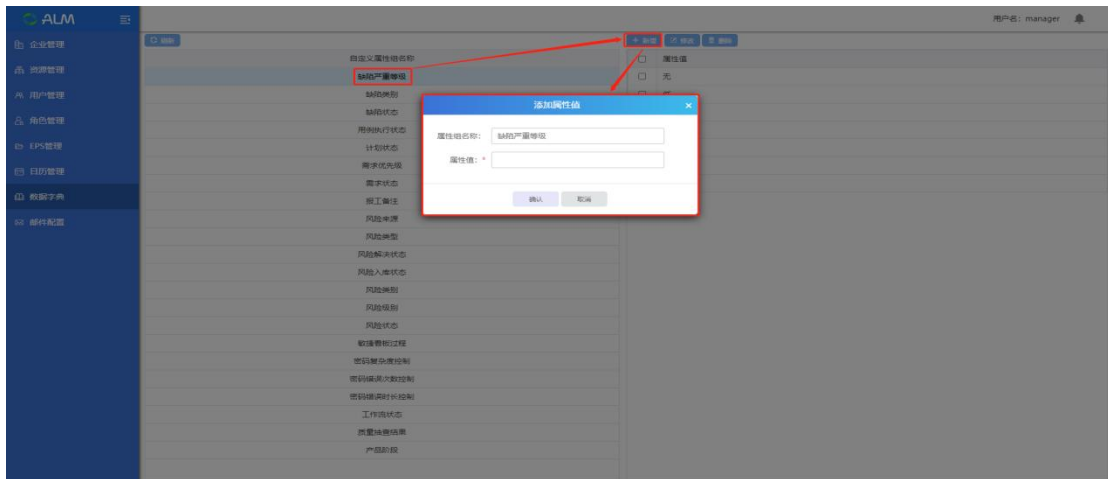 ALM
用户名：manager
企业管理
资源管理
用户管理
角色管理
EPS管理
日历管理
数据字典
邮件配置
刷新
自定义属性组名称
缺陷严重等级
缺陷类别
缺陷状态
用例执行状态
计划状态
需求优先级
需求状态
报工备注
风险来源
风险类型
风险解决状态
风险入库状态
风险类别
风险级别
风险状态
敏捷看板过程
密码复杂度控制
密码错误次数控制
密码错误时长控制
工作流状态
质量抽查结果
产品阶段
+ 新增 修改 删除
属性值
无
添加属性值 ×
属性组名称： 缺陷严重等级
属性值：*
确认 取消